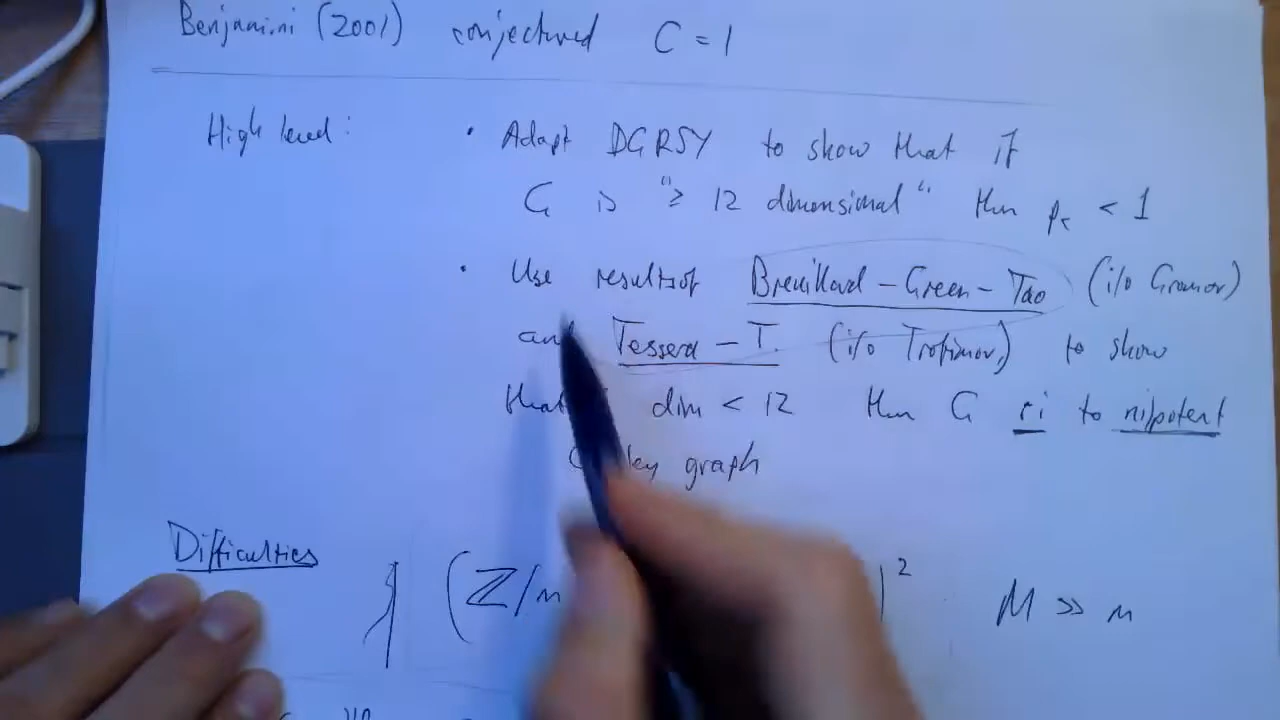 Benjamini (2001) conjectured C = 1
High level: • Adapt DGRSY to show that if
G is "≥ 12 dimensional" then pc < 1
• Use results of Breuillard - Green - Tao (i/o Gromov)
and Tessera - T. (i/o Trofimov) to show
that dim < 12 then G ri to nilpotent
graph
Difficulties (ℤ/n )² M ≫ n